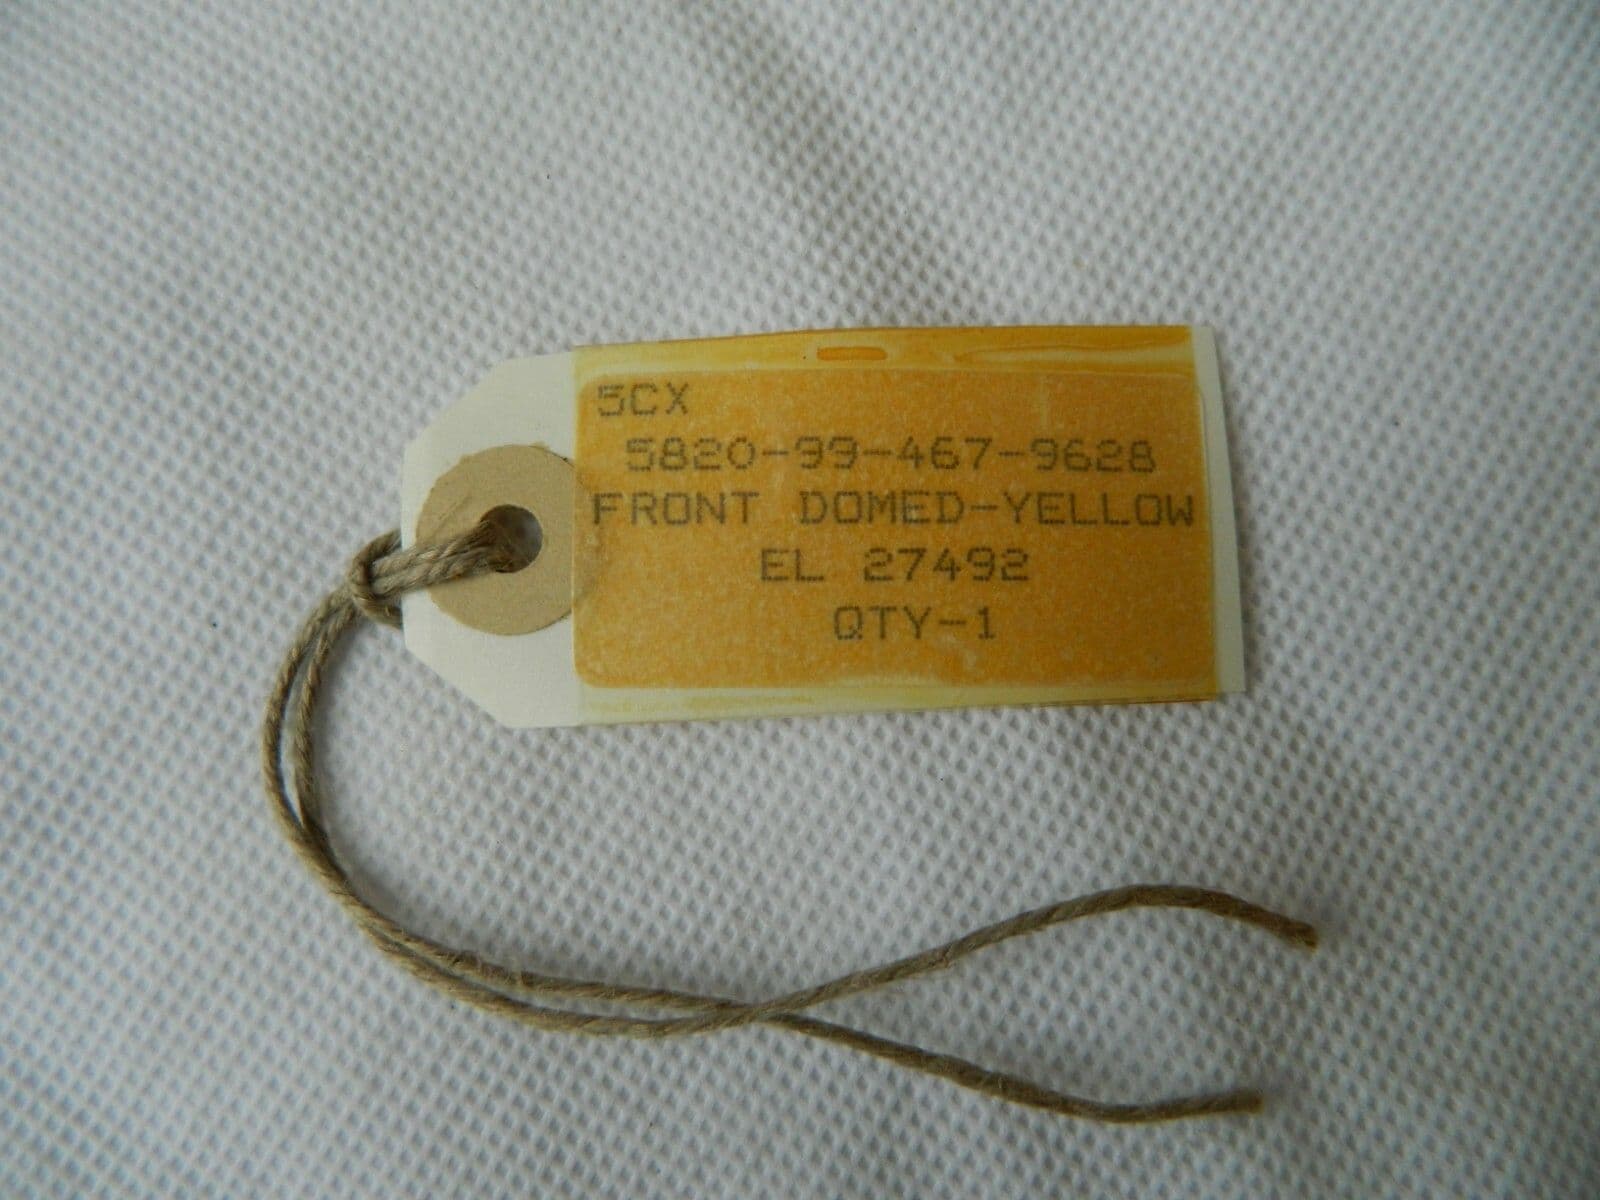 5CX
5820-99-467-9628
FRONT DOMED-YELLOW
EL 27492
QTY-1